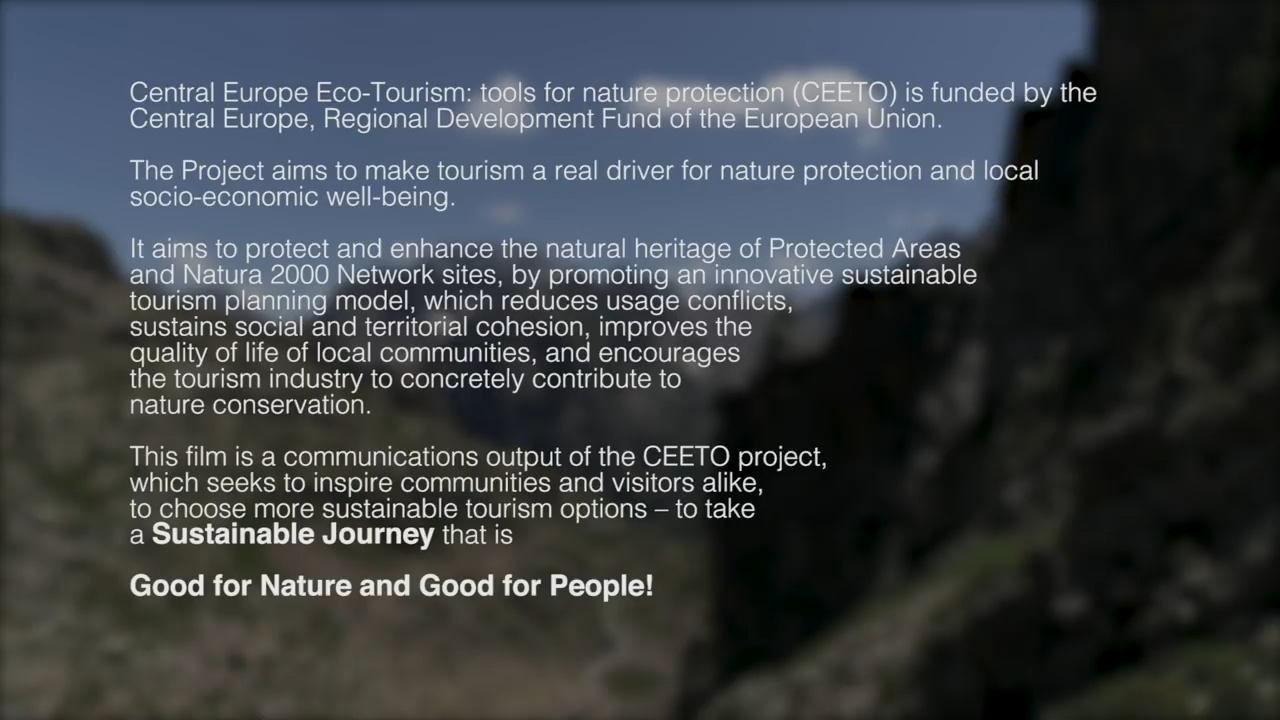 Central Europe Eco-Tourism: tools for nature protection (CEETO) is funded by the
Central Europe, Regional Development Fund of the European Union.
The Project aims to make tourism a real driver for nature protection and local
socio-economic well-being.
It aims to protect and enhance the natural heritage of Protected Areas
and Natura 2000 Network sites, by promoting an innovative sustainable
tourism planning model, which reduces usage conflicts,
sustains social and territorial cohesion, improves the
quality of life of local communities, and encourages
the tourism industry to concretely contribute to
nature conservation.
This film is a communications output of the CEETO project,
which seeks to inspire communities and visitors alike,
to choose more sustainable tourism options – to take
a Sustainable Journey that is
Good for Nature and Good for People!